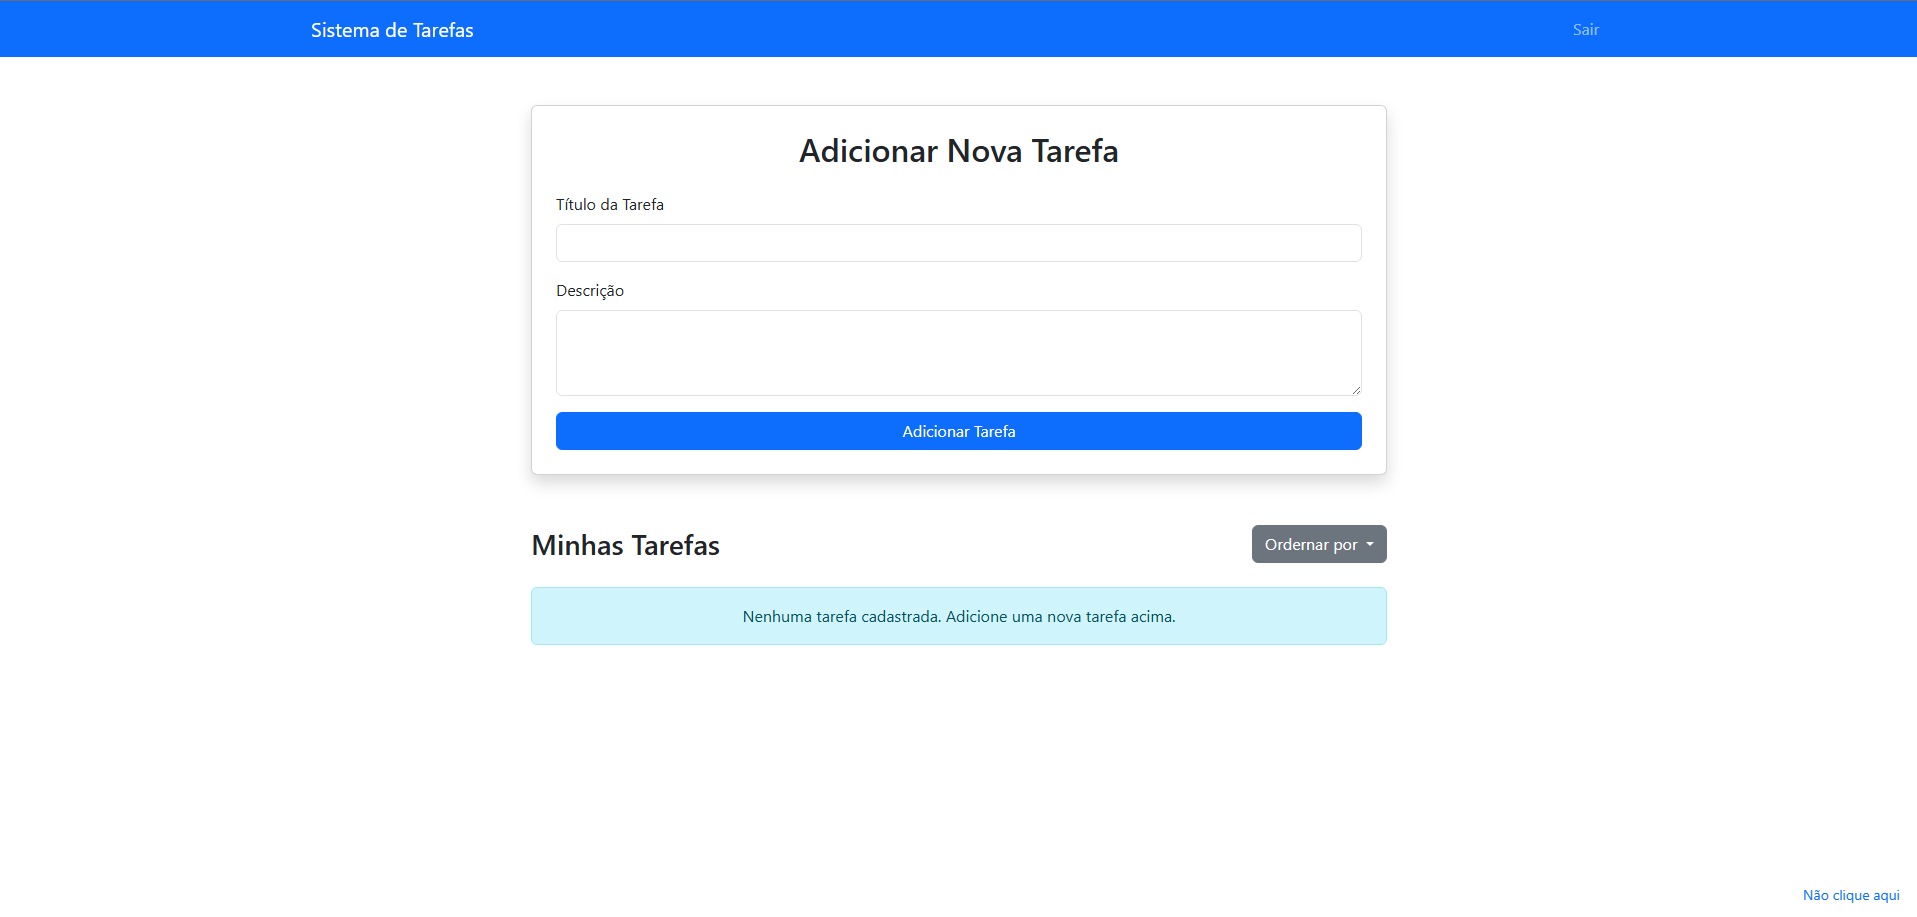 Sistema de Tarefas
Sair
Adicionar Nova Tarefa
Título da Tarefa
Descrição
Adicionar Tarefa
Minhas Tarefas
Ordernar por
Nenhuma tarefa cadastrada. Adicione uma nova tarefa acima.
Não clique aqui